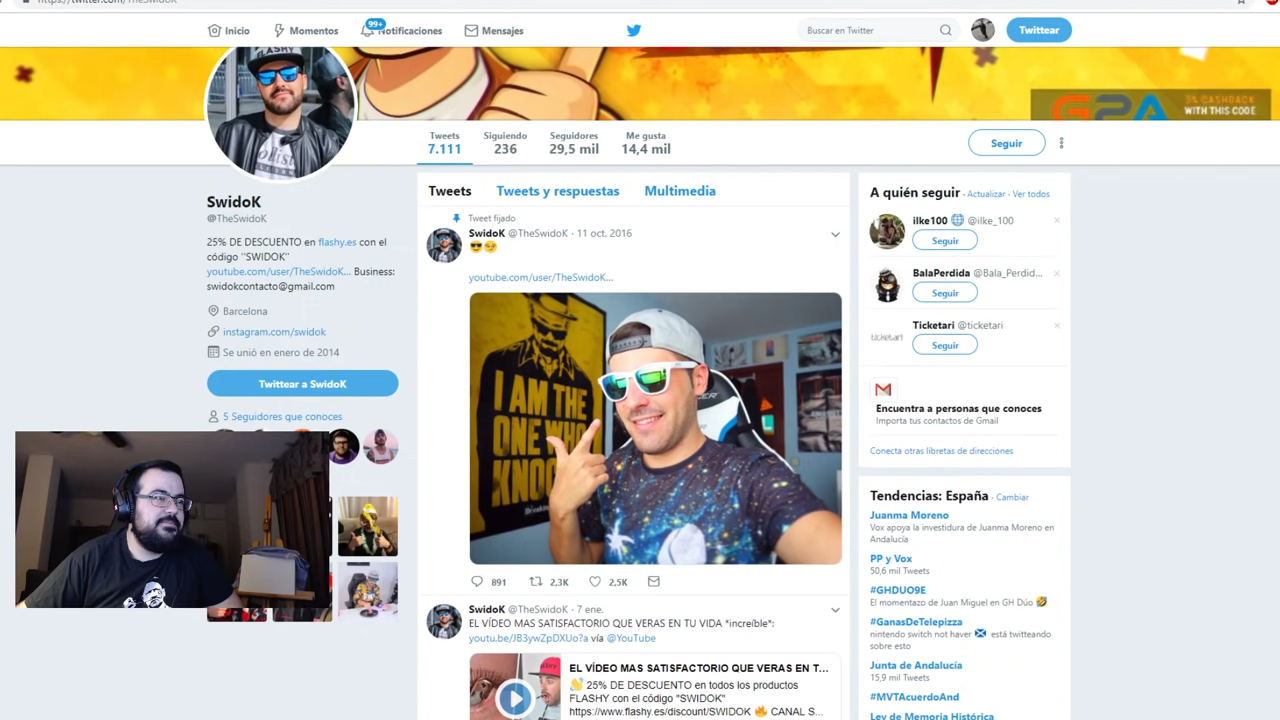 https://twitter.com/TheSwidoK
Inicio
Momentos
99+
Notificaciones
Mensajes
Buscar en Twitter
Twittear
FLASHY
G2A
3% CASHBACK
WITH THIS CODE
Tweets
7.111
Siguiendo
236
Seguidores
29,5 mil
Me gusta
14,4 mil
Seguir
SwidoK
@TheSwidoK
25% DE DESCUENTO en flashy.es con el
código ''SWIDOK''
youtube.com/user/TheSwidoK... Business:
swidokcontacto@gmail.com
Barcelona
instagram.com/swidok
Se unió en enero de 2014
Twittear a SwidoK
5 Seguidores que conoces
Tweets
Tweets y respuestas
Multimedia
Tweet fijado
SwidoK @TheSwidoK · 11 oct. 2016
😎😏
youtube.com/user/TheSwidoK...
I AM THE
ONE WHO
KNOC
891
2,3K
2,5K
SwidoK @TheSwidoK · 7 ene.
EL VÍDEO MAS SATISFACTORIO QUE VERAS EN TU VIDA *increíble*:
youtu.be/JB3ywZpDXUo?a vía @YouTube
EL VÍDEO MAS SATISFACTORIO QUE VERAS EN T...
👋 25% DE DESCUENTO en todos los productos
FLASHY con el código "SWIDOK"
https://www.flashy.es/discount/SWIDOK 🔥 CANAL S...
A quién seguir · Actualizar · Ver todos
ilke100 🌐 @ilke_100
Seguir
BalaPerdida @Bala_Perdid...
Seguir
ticketari
Ticketari @ticketari
Seguir
Encuentra a personas que conoces
Importa tus contactos de Gmail
Conecta otras libretas de direcciones
Tendencias: España · Cambiar
Juanma Moreno
Vox apoya la investidura de Juanma Moreno en
Andalucía
PP y Vox
50,6 mil Tweets
#GHDUO9E
El momentazo de Juan Miguel en GH Dúo 🤣
#GanasDeTelepizza
nintendo switch not haver 🏴󠁧󠁢󠁳󠁣󠁴󠁿 está twitteando
sobre esto
Junta de Andalucía
15,9 mil Tweets
#MVTAcuerdoAnd
Ley de Memoria Histórica